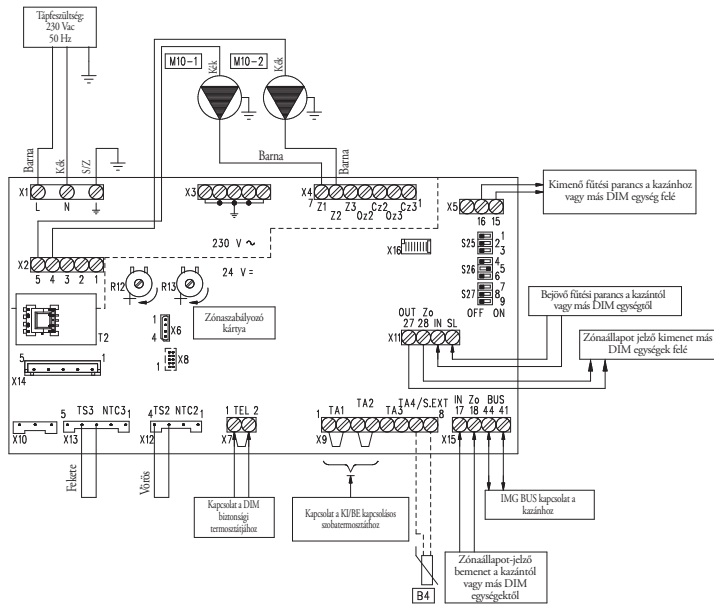 Tápfeszültség:
230 Vac
50 Hz
M10-1
Kék
M10-2
Kék
Barna
Kék
S/Z
Barna
Barna
X1
L N
X3
X4
7 Z1 Z3 Cz2 Cz3 1
Z2 Oz2 Oz3
X5
16 15
Kimenő fűtési parancs a kazánhoz
vagy más DIM egység felé
230 V ~
X16
S25
1
2
3
S26
4
5
6
S27
7
8
9
OFF ON
X2
5 4 3 2 1
24 V =
R12
R13
Zónaszabályozó
kártya
T2
1
4
X6
1
X8
Bejövő fűtési parancs a kazántól
vagy más DIM egységtől
OUT Zo IN SL
27 28
X11
Zónaállapot jelző kimenet más
DIM egységek felé
5 1
X14
X10
5 TS3 NTC3 1
X13
4 TS2 NTC2 1
X12
1 TEL 2
X7
1 TA1 TA2 TA3 TA4/S.EXT 8
X9
IN Zo BUS
17 18 44 41
X15
Fekete
Vörös
Kapcsolat a DIM
biztonsági
termosztátjához
Kapcsolat a KI/BE kapcsolásos
szobatermosztáthoz
IMG BUS kapcsolat a
kazánhoz
B4
Zónaállapot-jelző
bemenet a kazántól
vagy más DIM
egységektől